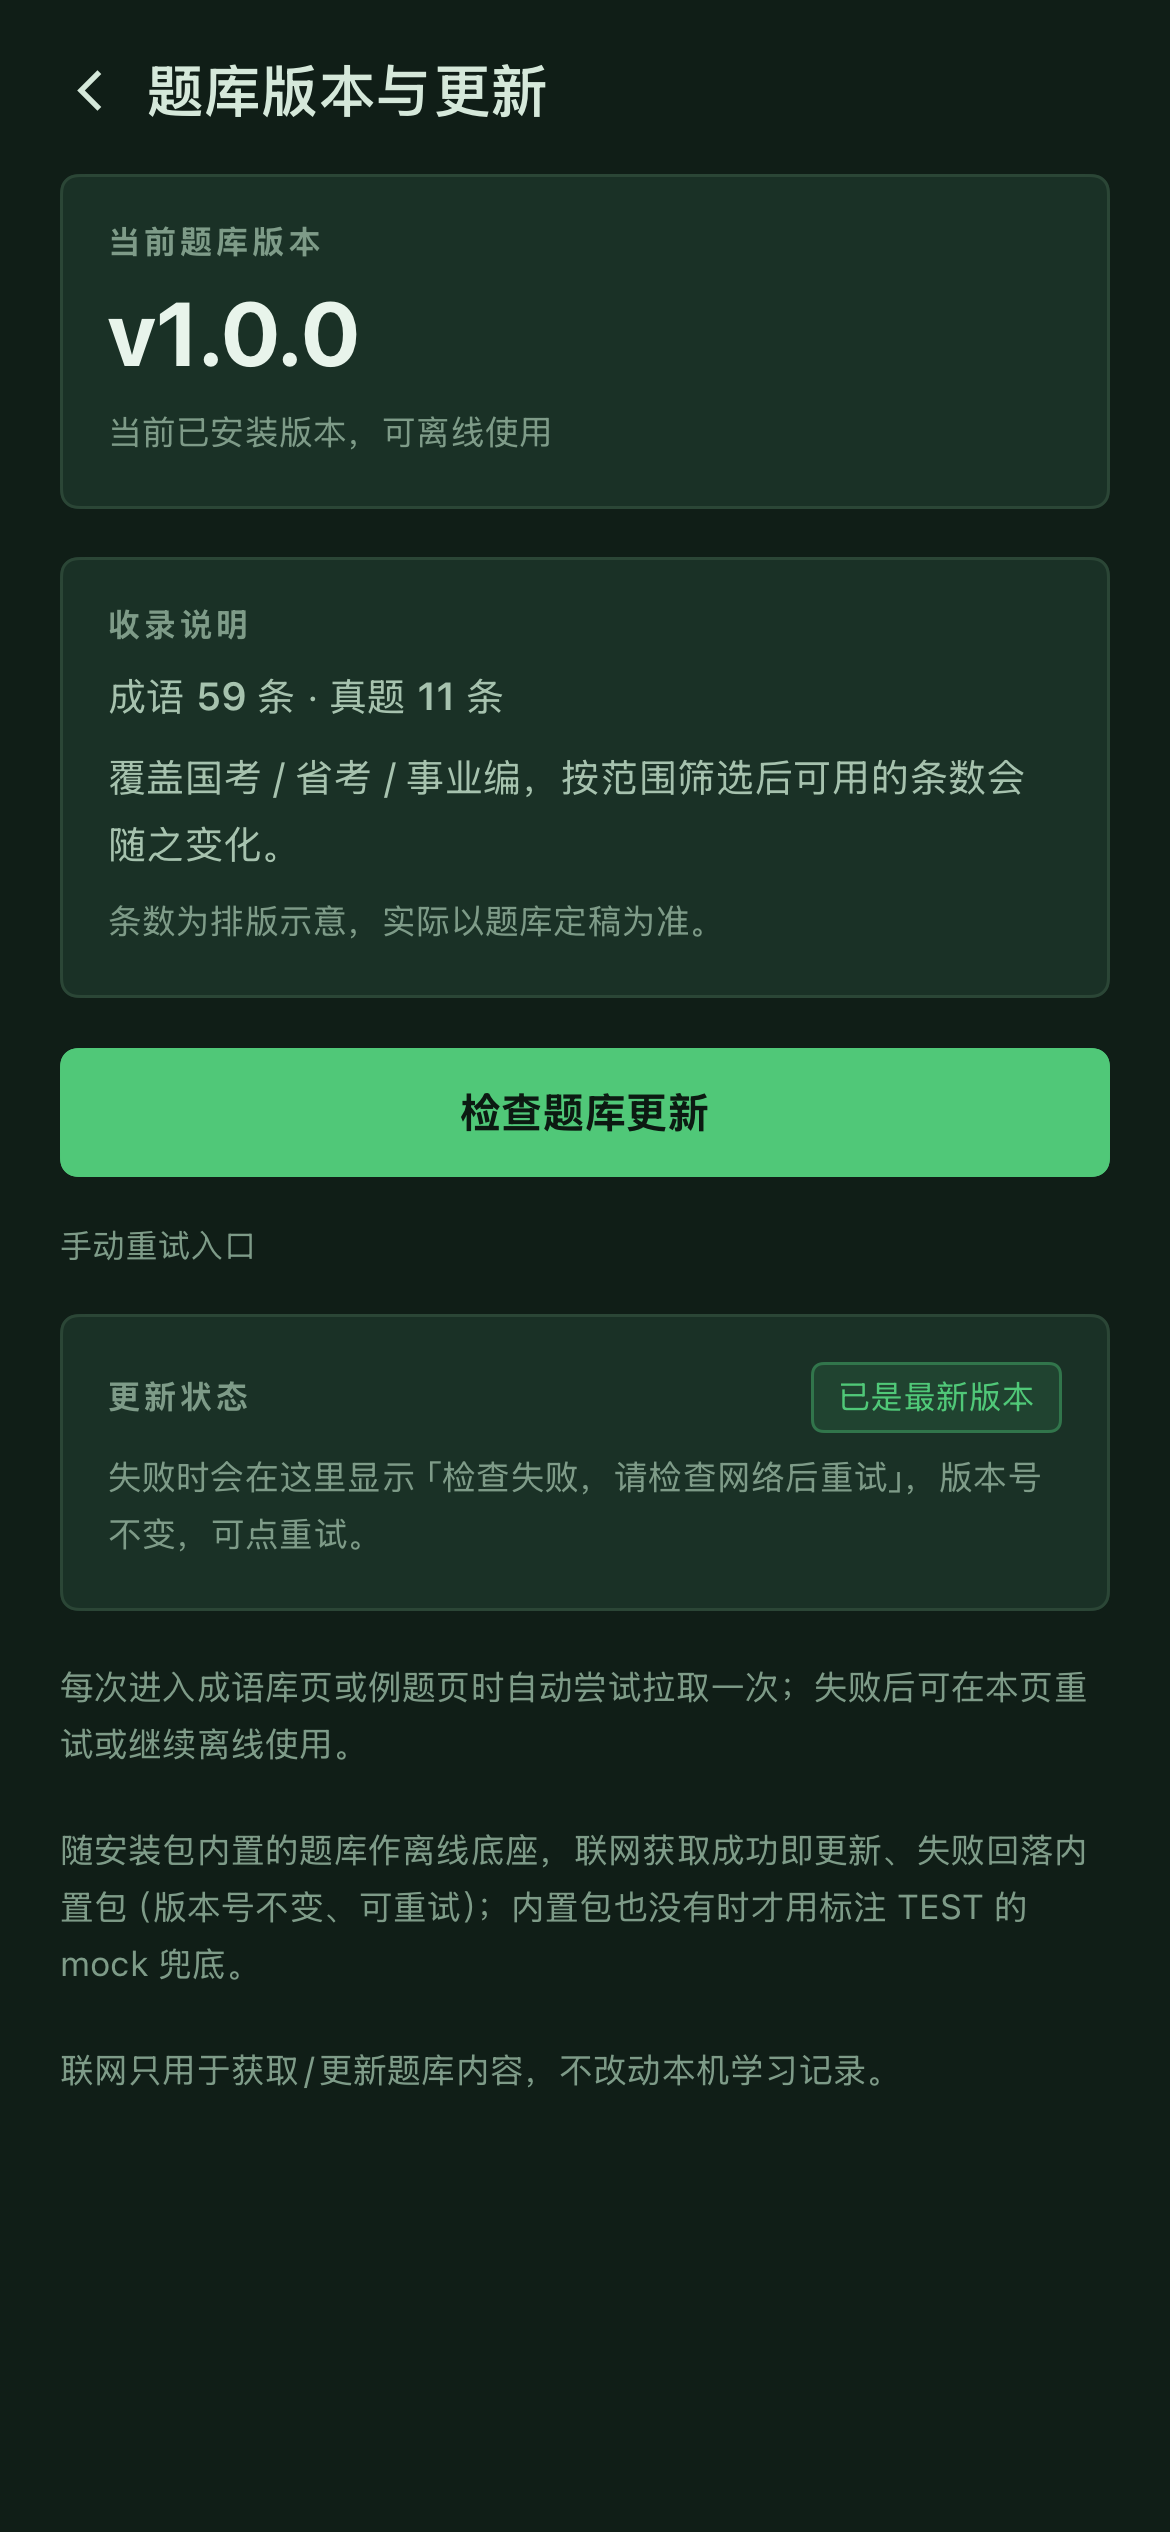 题库版本与更新
当前题库版本
v1.0.0
当前已安装版本，可离线使用
收录说明
成语 59 条 · 真题 11 条
覆盖国考 / 省考 / 事业编，按范围筛选后可用的条数会
随之变化。
条数为排版示意，实际以题库定稿为准。
检查题库更新
手动重试入口
更新状态
已是最新版本
失败时会在这里显示「检查失败，请检查网络后重试」，版本号
不变，可点重试。
每次进入成语库页或例题页时自动尝试拉取一次；失败后可在本页重
试或继续离线使用。
随安装包内置的题库作离线底座，联网获取成功即更新、失败回落内
置包（版本号不变、可重试）；内置包也没有时才用标注 TEST 的
mock 兜底。
联网只用于获取/更新题库内容，不改动本机学习记录。